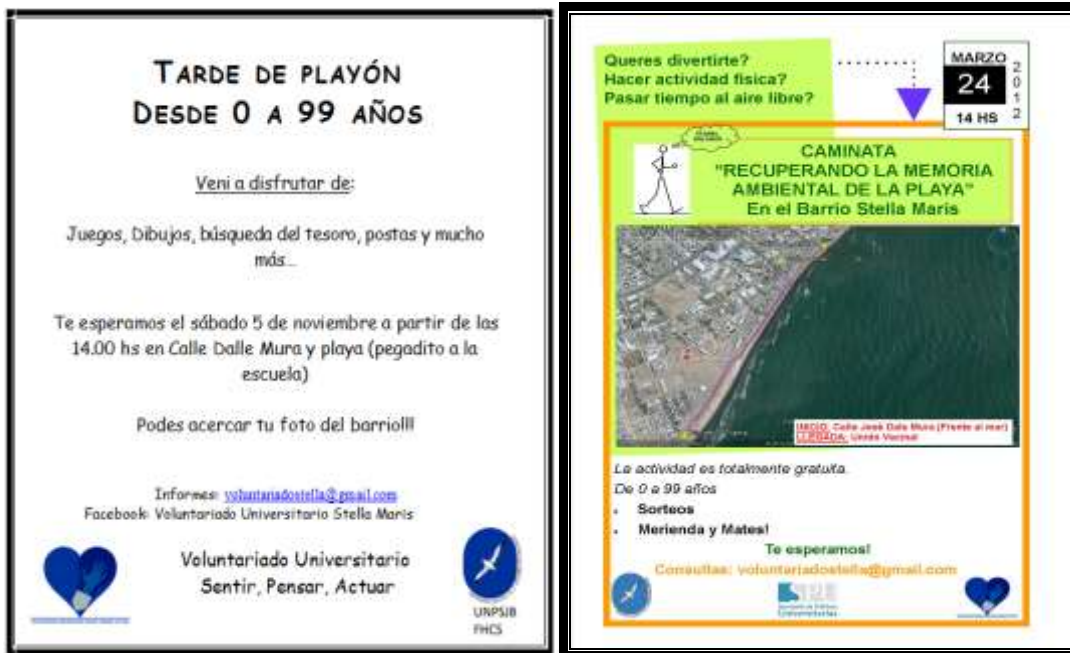 TARDE DE PLAYÓN
DESDE 0 A 99 AÑOS
Veni a disfrutar de:
Juegos, Dibujos, búsqueda del tesoro, postas y mucho
más...
Te esperamos el sábado 5 de noviembre a partir de las
14.00 hs en Calle Dalle Mura y playa (pegadito a la
escuela)
Podes acercar tu foto del barrio!!!
Informes: voluntariadostella@gmail.com
Facebook: Voluntariado Universitario Stella Maris
Voluntariado Universitario
Sentir, Pensar, Actuar
UNPSJB
FHCS
Queres divertirte?
Hacer actividad fisica?
Pasar tiempo al aire libre?
MARZO
24
14 HS
2012
CAMINATA
"RECUPERANDO LA MEMORIA
AMBIENTAL DE LA PLAYA"
En el Barrio Stella Maris
INICIO: Calle José Dalle Mura (Frente al mar)
LLEGADA: Unión Vecinal
La actividad es totalmente gratuita.
De 0 a 99 años
Sorteos
Merienda y Mates!
Te esperamos!
Consultas: voluntariadostella@gmail.com
Universitarias